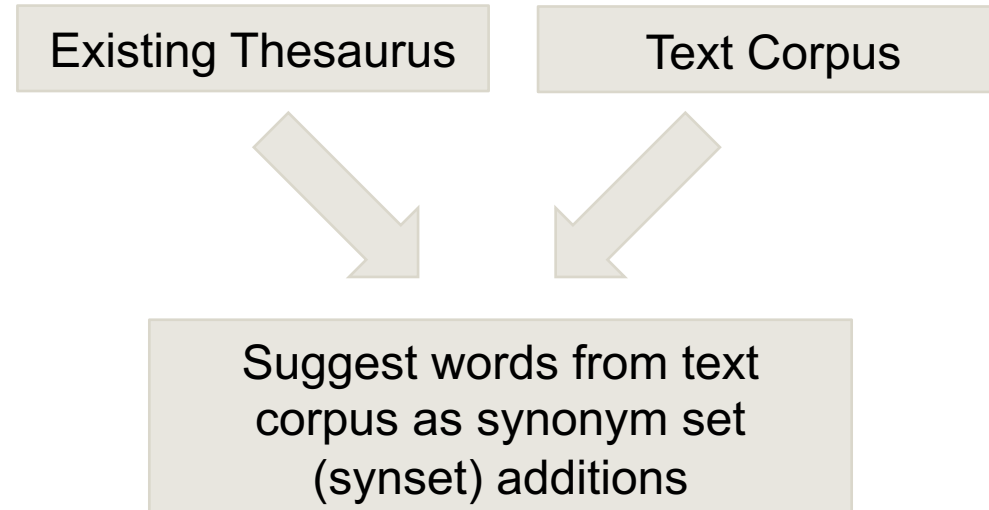 Existing Thesaurus
Text Corpus
Suggest words from text
corpus as synonym set
(synset) additions